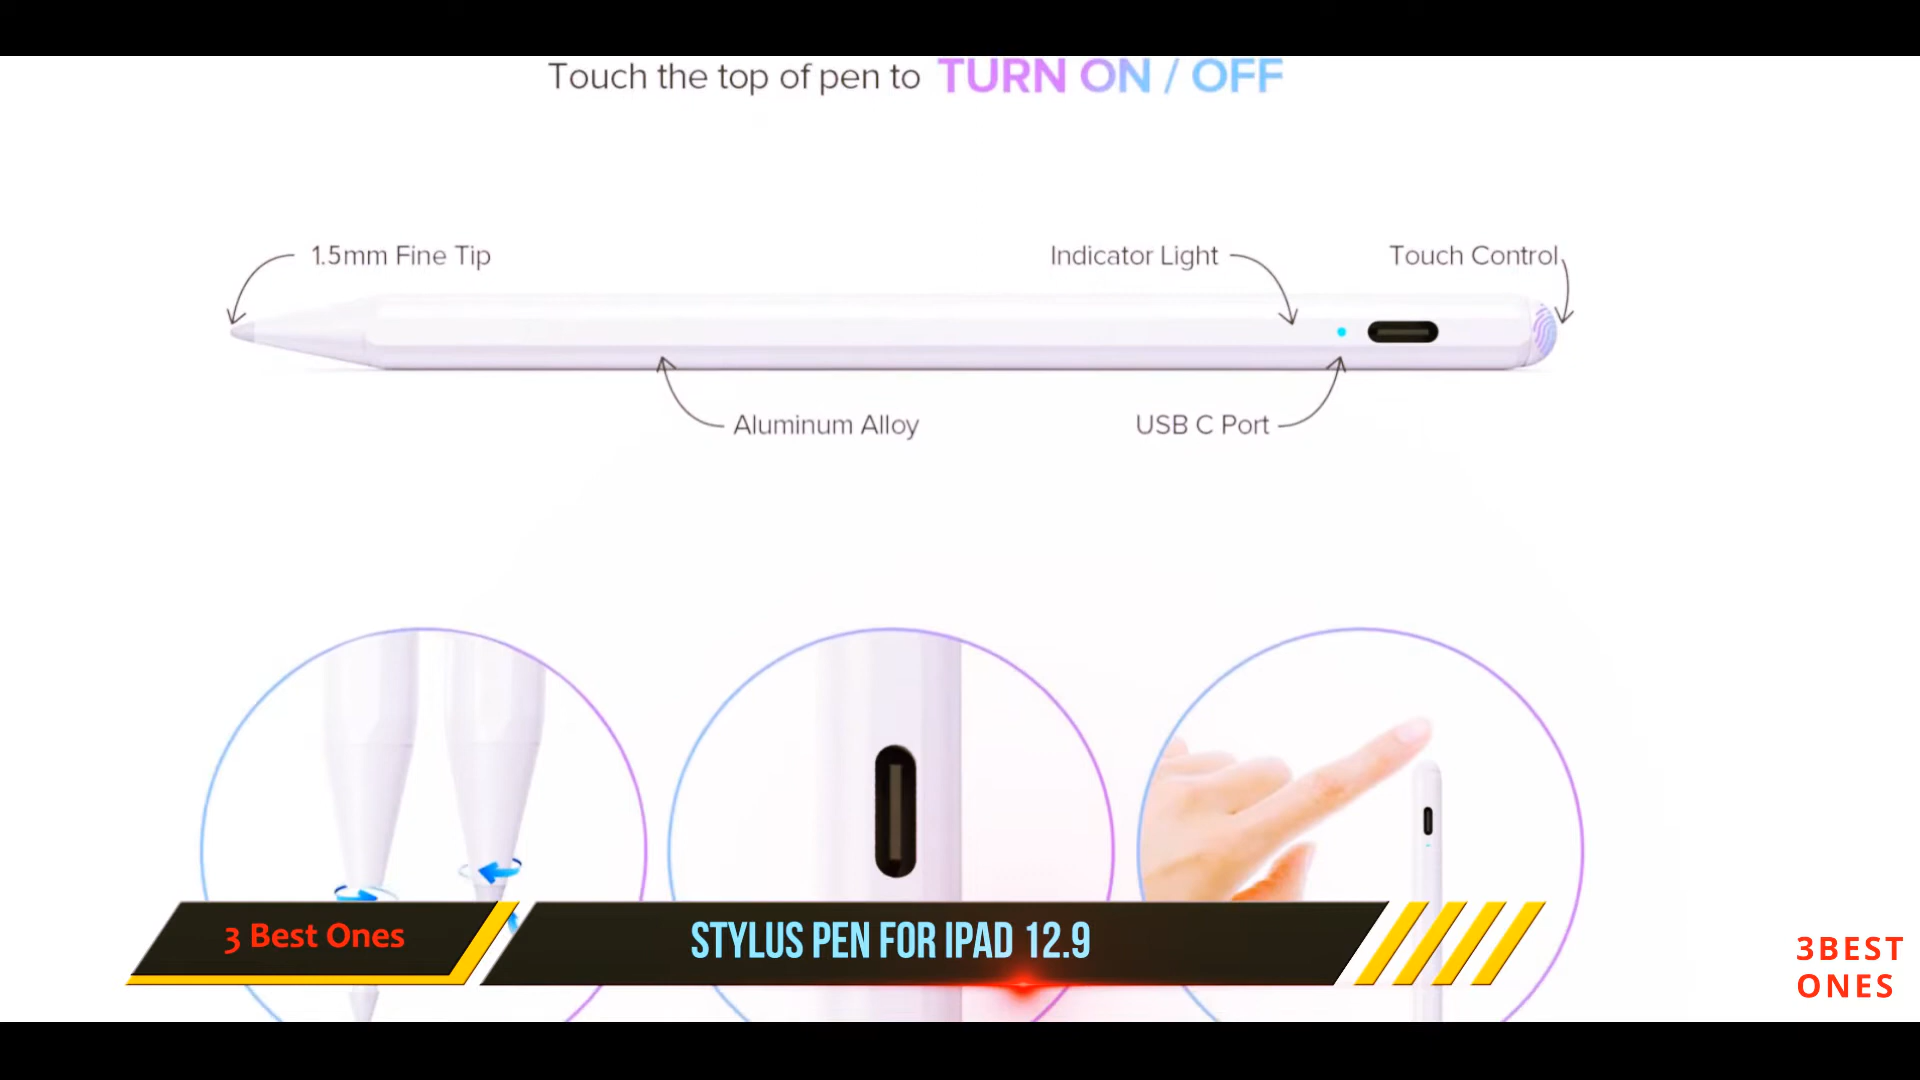 Touch the top of pen to TURN ON / OFF
1.5mm Fine Tip
Indicator Light
Touch Control
Aluminum Alloy
USB C Port
3 Best Ones
STYLUS PEN FOR IPAD 12.9
3BEST
ONES